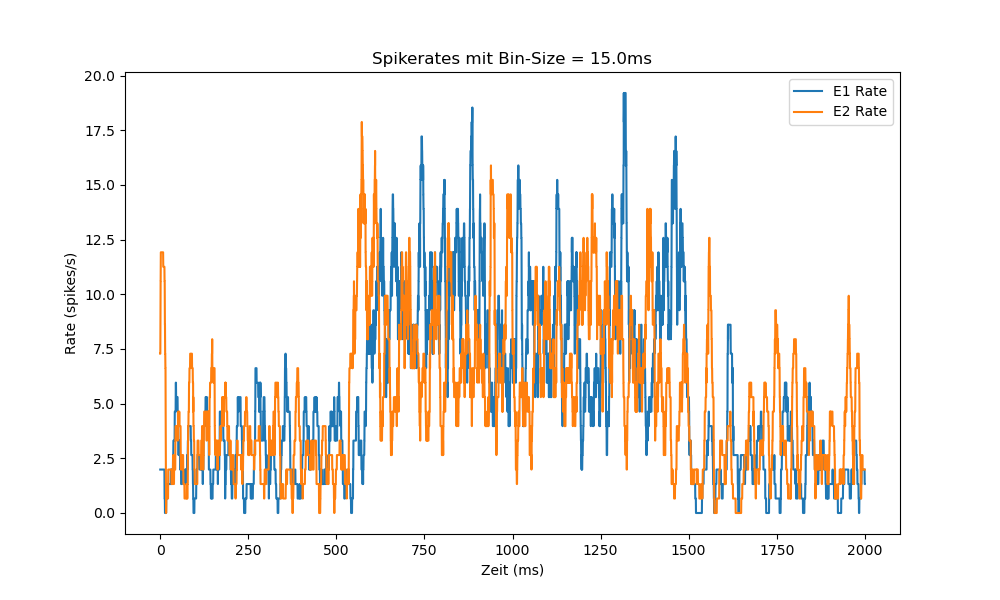 Spikerates mit Bin-Size = 15.0ms
E1 Rate
E2 Rate
Rate (spikes/s)
20.0
17.5
15.0
12.5
10.0
7.5
5.0
2.5
0.0
0 250 500 750 1000 1250 1500 1750 2000
Zeit (ms)